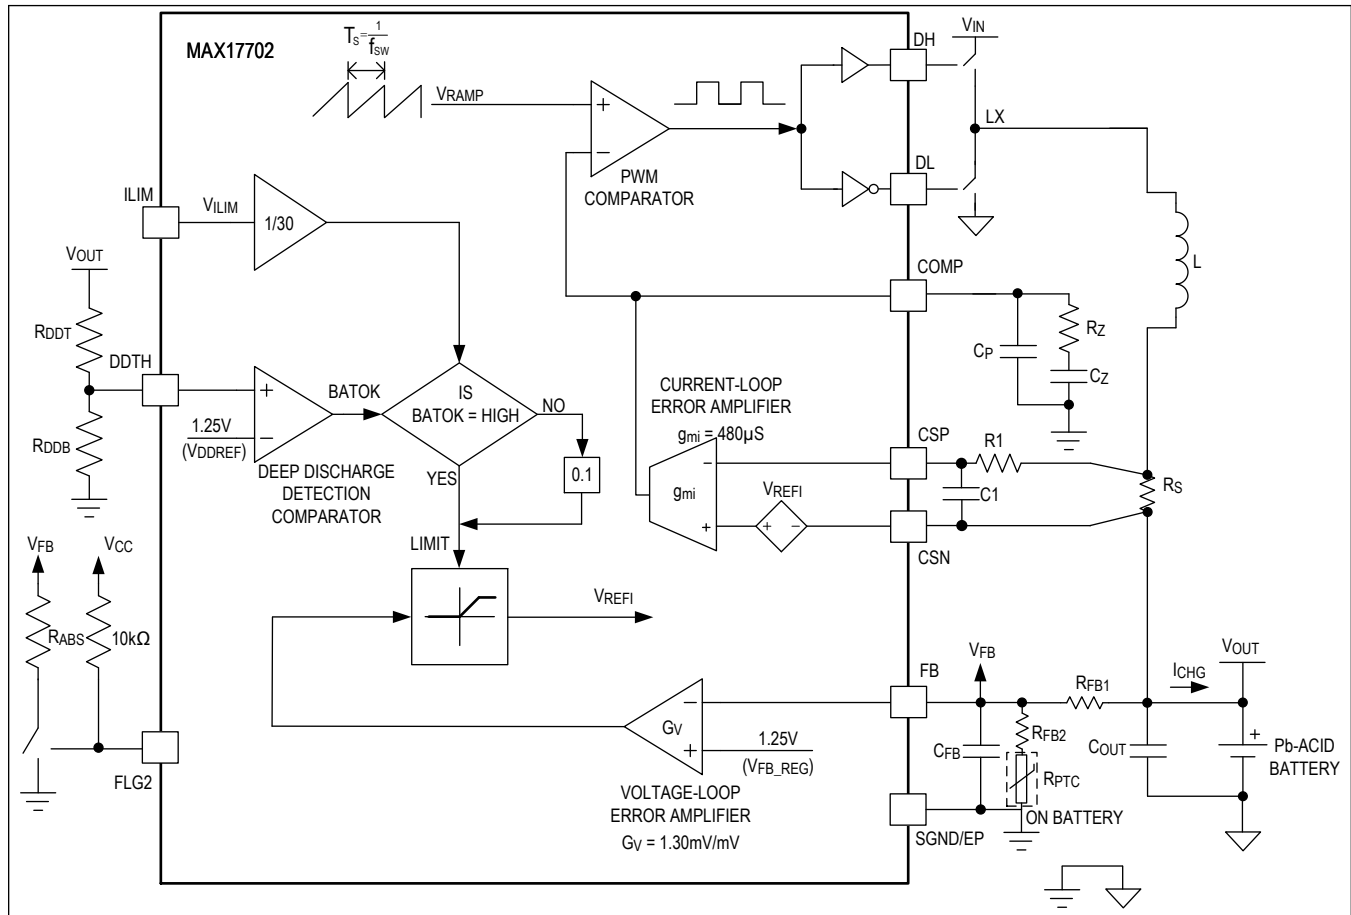 MAX17702
TS = 1/fSW
VRAMP
+
−
PWM
COMPARATOR
DH
VIN
LX
DL
ILIM
VILIM
1/30
VOUT
RDDT
DDTH
RDDB
+
−
1.25V
(VDDREF)
BATOK
DEEP DISCHARGE
DETECTION
COMPARATOR
IS
BATOK = HIGH
NO
YES
0.1
LIMIT
VREFI
COMP
CP
RZ
CZ
L
CURRENT-LOOP
ERROR AMPLIFIER
gmi = 480µS
gmi
−
+
VREFI
+ −
CSP
R1
C1
CSN
RS
VFB
VCC
RABS
10kΩ
FLG2
GV
−
+
1.25V
(VFB_REG)
VOLTAGE-LOOP
ERROR AMPLIFIER
GV = 1.30mV/mV
FB
VFB
RFB1
RFB2
CFB
RPTC
ON BATTERY
SGND/EP
ICHG
VOUT
COUT
+
Pb-ACID
BATTERY